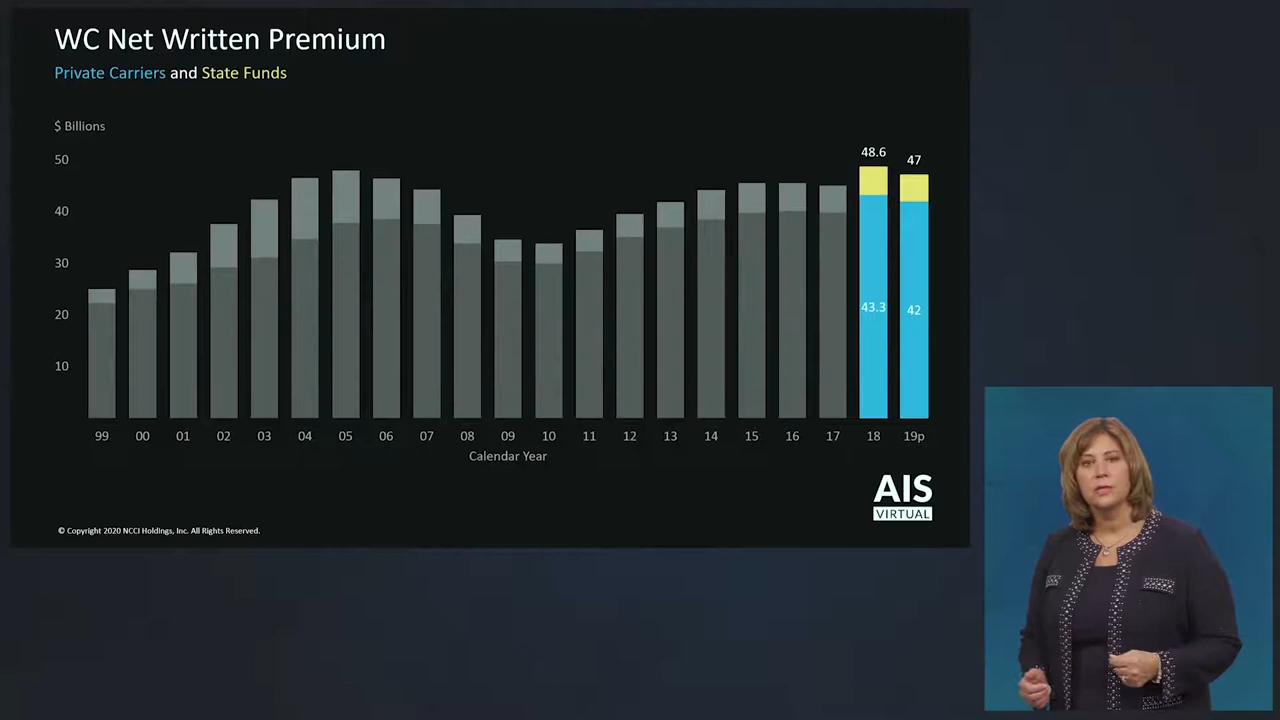 WC Net Written Premium
Private Carriers and State Funds
$ Billions
50
40
30
20
10
48.6
47
43.3
42
99 00 01 02 03 04 05 06 07 08 09 10 11 12 13 14 15 16 17 18 19p
Calendar Year
AIS
VIRTUAL
© Copyright 2020 NCCI Holdings, Inc. All Rights Reserved.